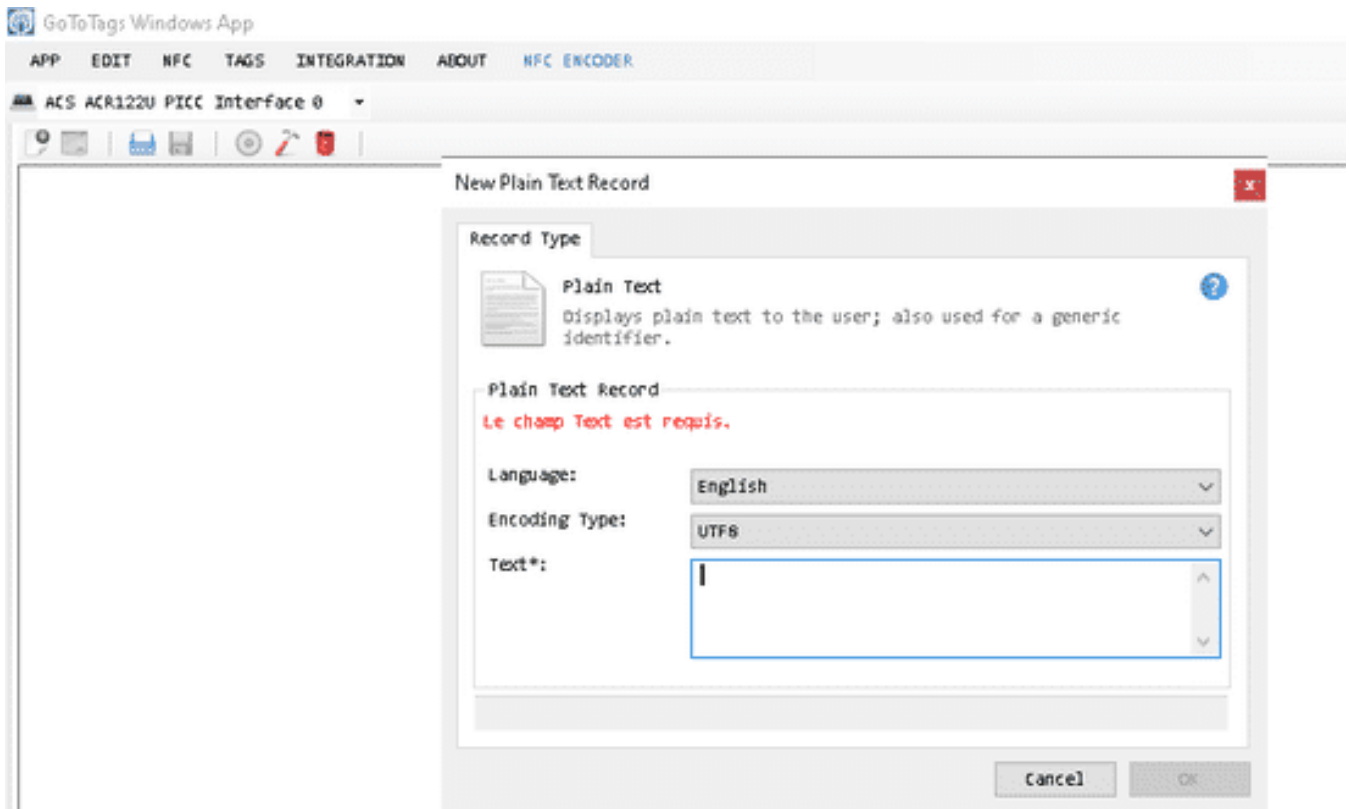 GoToTags Windows App
APP EDIT NFC TAGS INTEGRATION ABOUT NFC ENCODER
ACS ACR122U PICC Interface 0
New Plain Text Record
x
Record Type
Plain Text
?
Displays plain text to the user; also used for a generic
identifier.
Plain Text Record
Le champ Text est requis.
Language:
English
Encoding Type:
UTF8
Text*:
Cancel
OK